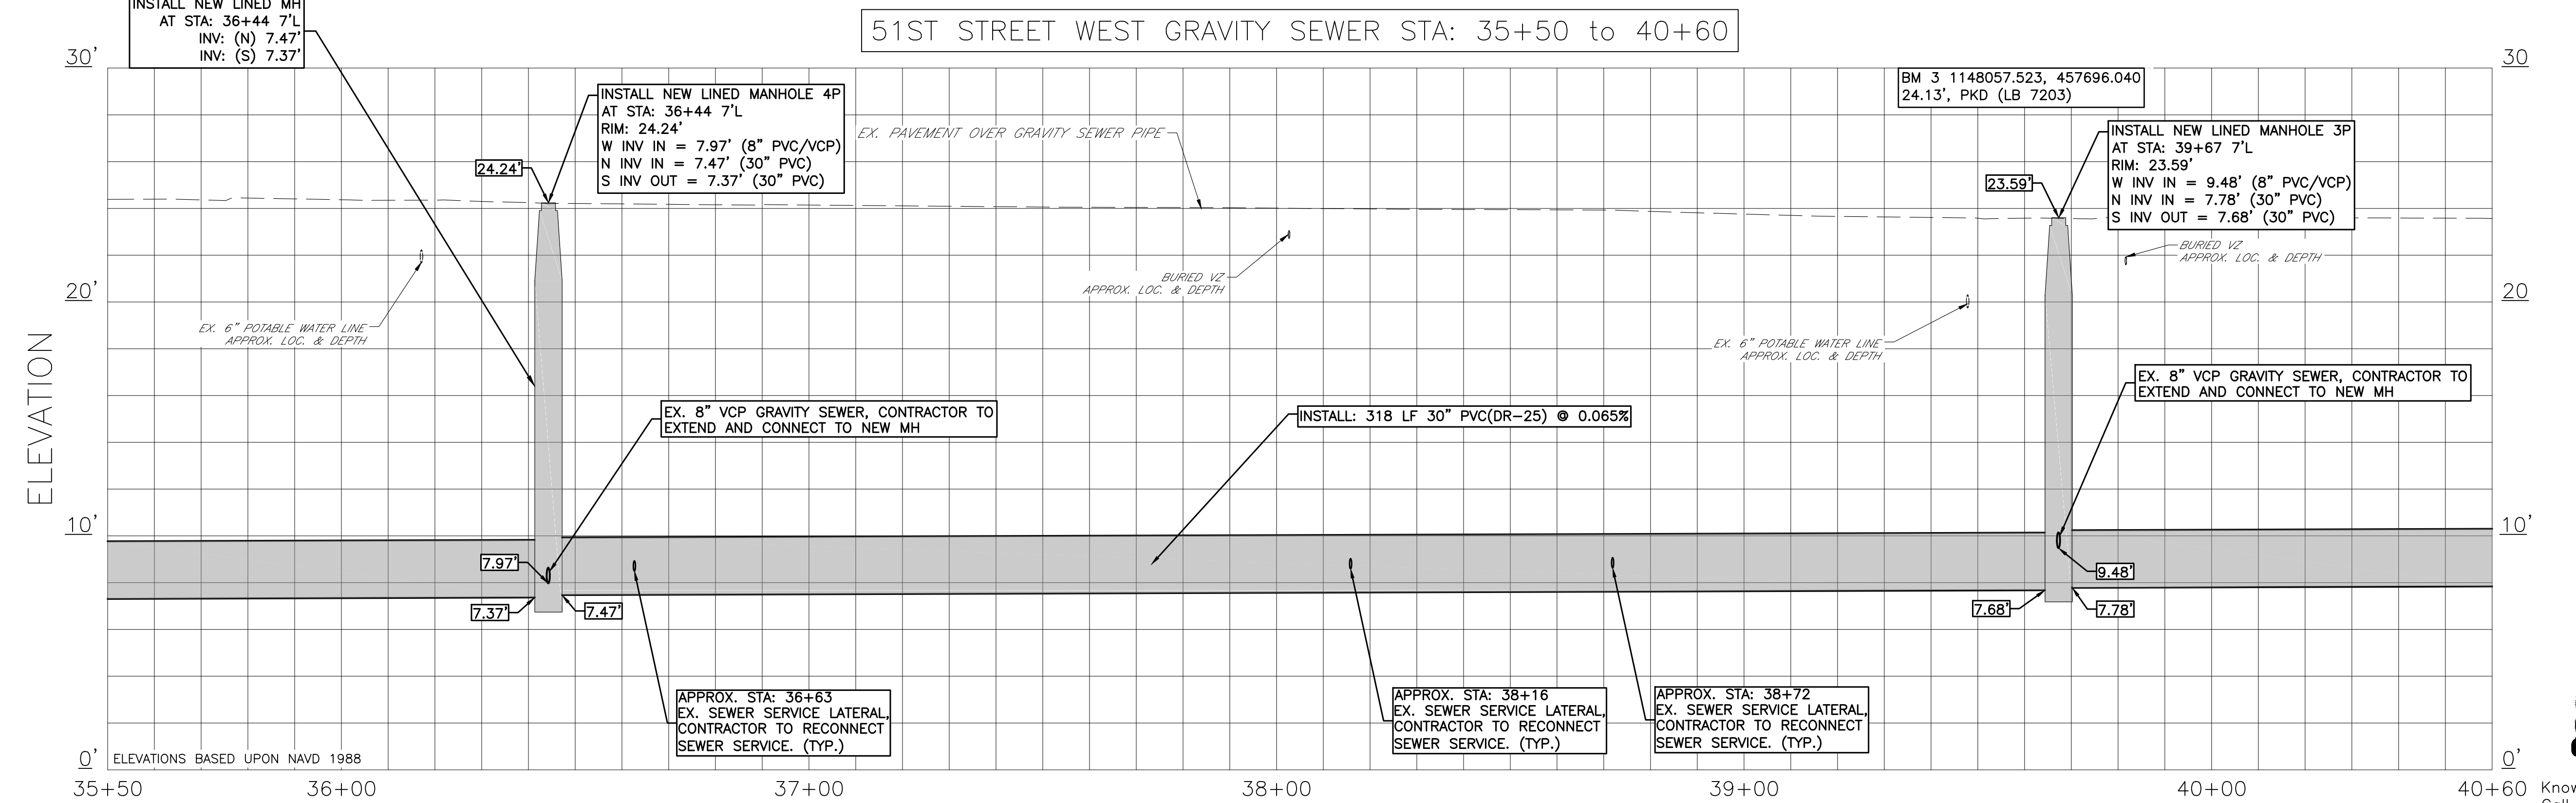 INSTALL NEW LINED MH
AT STA: 36+44 7'L
INV: (N) 7.47'
INV: (S) 7.37'
51ST STREET WEST GRAVITY SEWER STA: 35+50 to 40+60
30'
30
BM 3 1148057.523, 457696.040
24.13', PKD (LB 7203)
INSTALL NEW LINED MANHOLE 4P
AT STA: 36+44 7'L
RIM: 24.24'
W INV IN = 7.97' (8" PVC/VCP)
N INV IN = 7.47' (30" PVC)
S INV OUT = 7.37' (30" PVC)
24.24'
EX. PAVEMENT OVER GRAVITY SEWER PIPE
INSTALL NEW LINED MANHOLE 3P
AT STA: 39+67 7'L
RIM: 23.59'
W INV IN = 9.48' (8" PVC/VCP)
N INV IN = 7.78' (30" PVC)
S INV OUT = 7.68' (30" PVC)
23.59'
BURIED VZ
APPROX. LOC. & DEPTH
BURIED VZ
APPROX. LOC. & DEPTH
20'
20
EX. 6" POTABLE WATER LINE
APPROX. LOC. & DEPTH
EX. 6" POTABLE WATER LINE
APPROX. LOC. & DEPTH
ELEVATION
EX. 8" VCP GRAVITY SEWER, CONTRACTOR TO
EXTEND AND CONNECT TO NEW MH
INSTALL: 318 LF 30" PVC(DR-25) @ 0.065%
EX. 8" VCP GRAVITY SEWER, CONTRACTOR TO
EXTEND AND CONNECT TO NEW MH
10'
10'
7.97'
9.48'
7.37'
7.47'
7.68'
7.78'
APPROX. STA: 36+63
EX. SEWER SERVICE LATERAL,
CONTRACTOR TO RECONNECT
SEWER SERVICE. (TYP.)
APPROX. STA: 38+16
EX. SEWER SERVICE LATERAL,
CONTRACTOR TO RECONNECT
SEWER SERVICE. (TYP.)
APPROX. STA: 38+72
EX. SEWER SERVICE LATERAL,
CONTRACTOR TO RECONNECT
SEWER SERVICE. (TYP.)
0'
ELEVATIONS BASED UPON NAVD 1988
0'
35+50
36+00
37+00
38+00
39+00
40+00
40+60